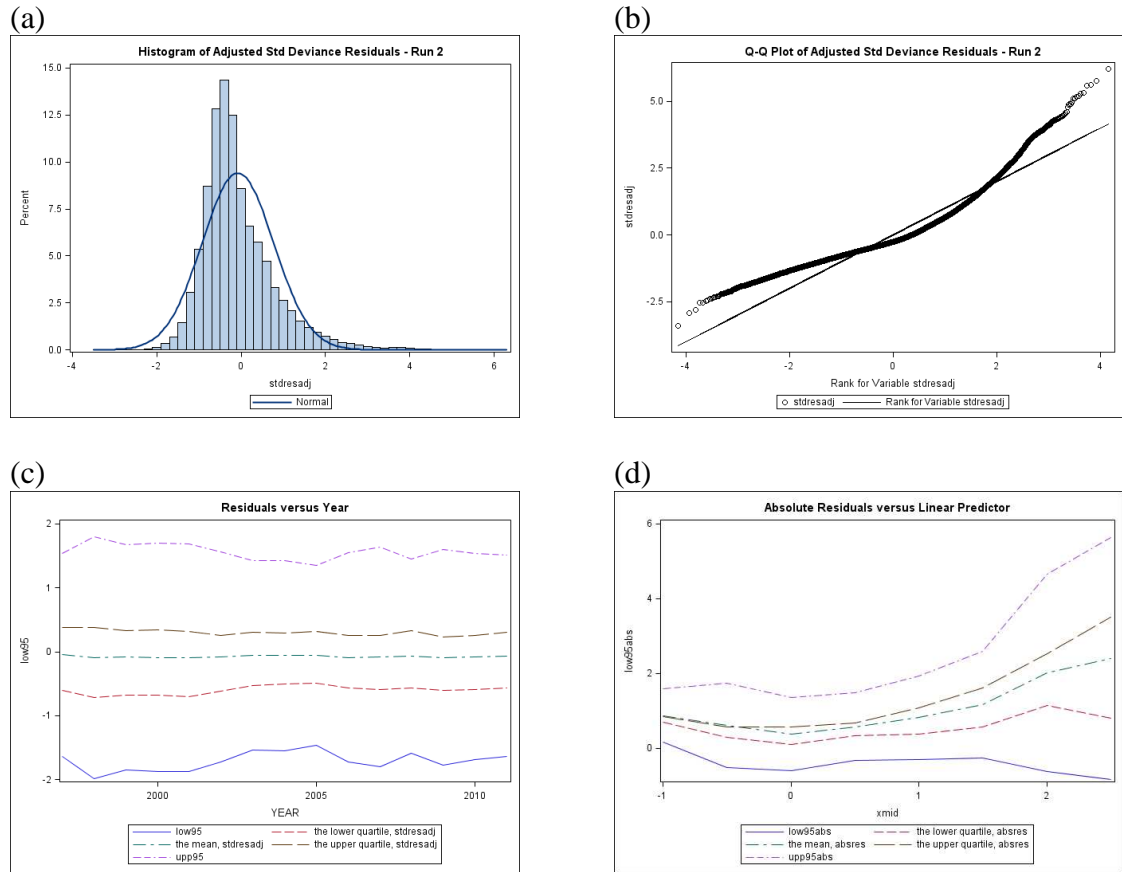 (a)
Histogram of Adjusted Std Deviance Residuals - Run 2
15.0
12.5
10.0
7.5
5.0
2.5
0.0
Percent
-4 -2 0 2 4 6
stdresadj
Normal
(b)
Q-Q Plot of Adjusted Std Deviance Residuals - Run 2
5.0
2.5
0.0
-2.5
stdresadj
-4 -2 0 2 4
Rank for Variable stdresadj
stdresadj Rank for Variable stdresadj
(c)
Residuals versus Year
2
1
0
-1
-2
low95
2000 2005 2010
YEAR
low95 the lower quartile, stdresadj
the mean, stdresadj the upper quartile, stdresadj
upp95
(d)
Absolute Residuals versus Linear Predictor
6
4
2
0
low95abs
-1 0 1 2
xmid
low95abs the lower quartile, absres
the mean, absres the upper quartile, absres
upp95abs